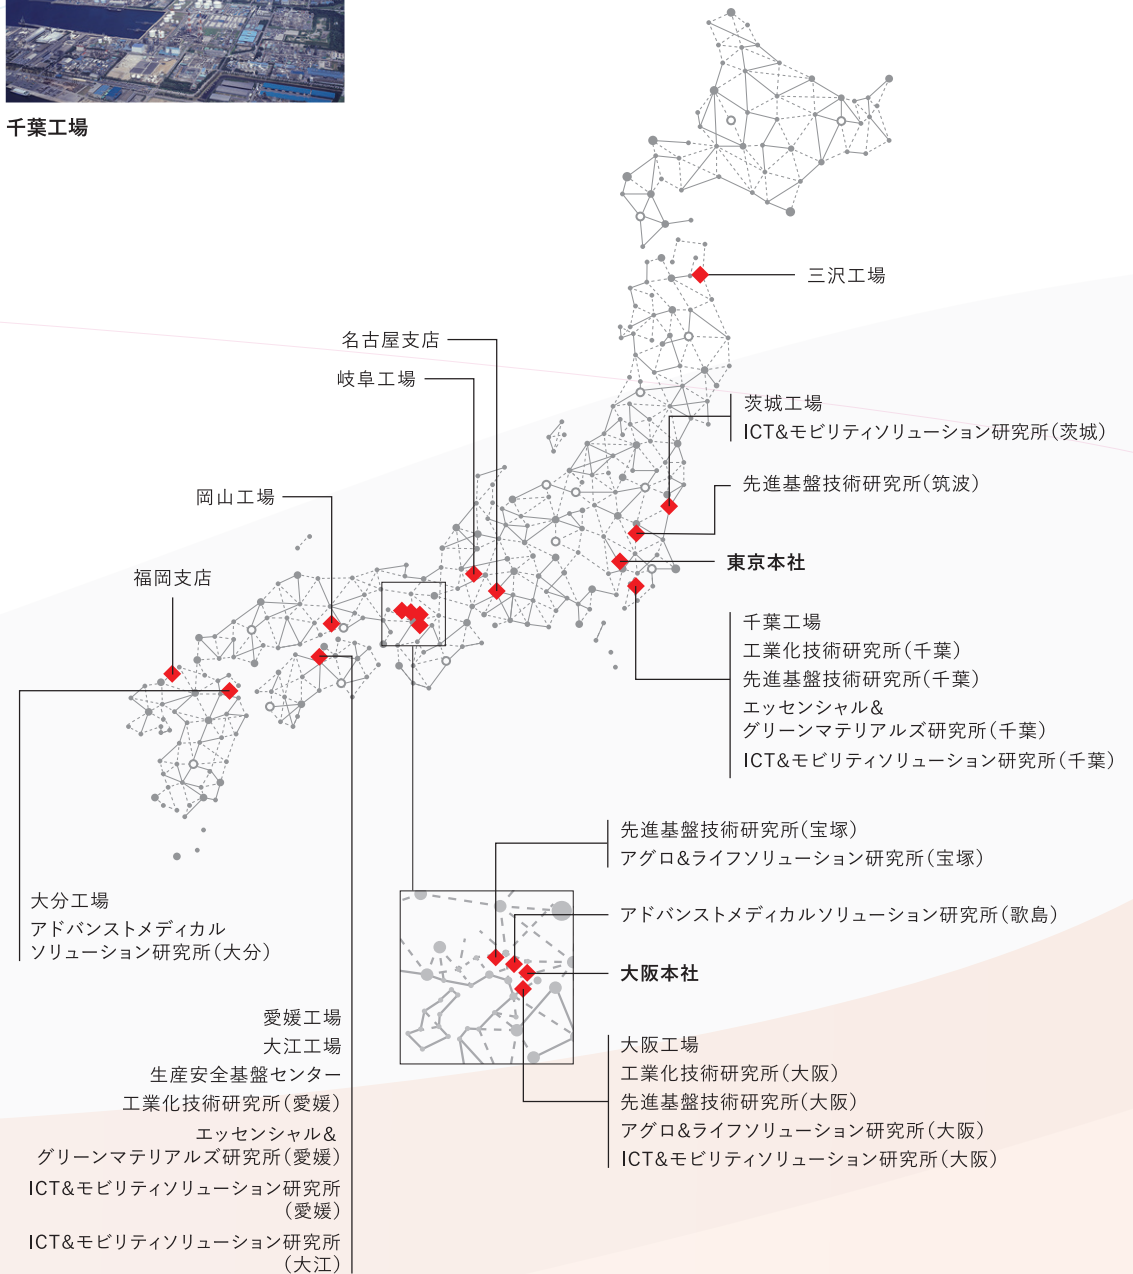 千葉工場
三沢工場
名古屋支店
岐阜工場
茨城工場
ICT&モビリティソリューション研究所(茨城)
先進基盤技術研究所(筑波)
岡山工場
東京本社
福岡支店
千葉工場
工業化技術研究所(千葉)
先進基盤技術研究所(千葉)
エッセンシャル&
グリーンマテリアルズ研究所(千葉)
ICT&モビリティソリューション研究所(千葉)
先進基盤技術研究所(宝塚)
アグロ&ライフソリューション研究所(宝塚)
大分工場
アドバンストメディカル
ソリューション研究所(大分)
アドバンストメディカルソリューション研究所(歌島)
大阪本社
愛媛工場
大江工場
生産安全基盤センター
工業化技術研究所(愛媛)
エッセンシャル&
グリーンマテリアルズ研究所(愛媛)
ICT&モビリティソリューション研究所
(愛媛)
ICT&モビリティソリューション研究所
(大江)
大阪工場
工業化技術研究所(大阪)
先進基盤技術研究所(大阪)
アグロ&ライフソリューション研究所(大阪)
ICT&モビリティソリューション研究所(大阪)